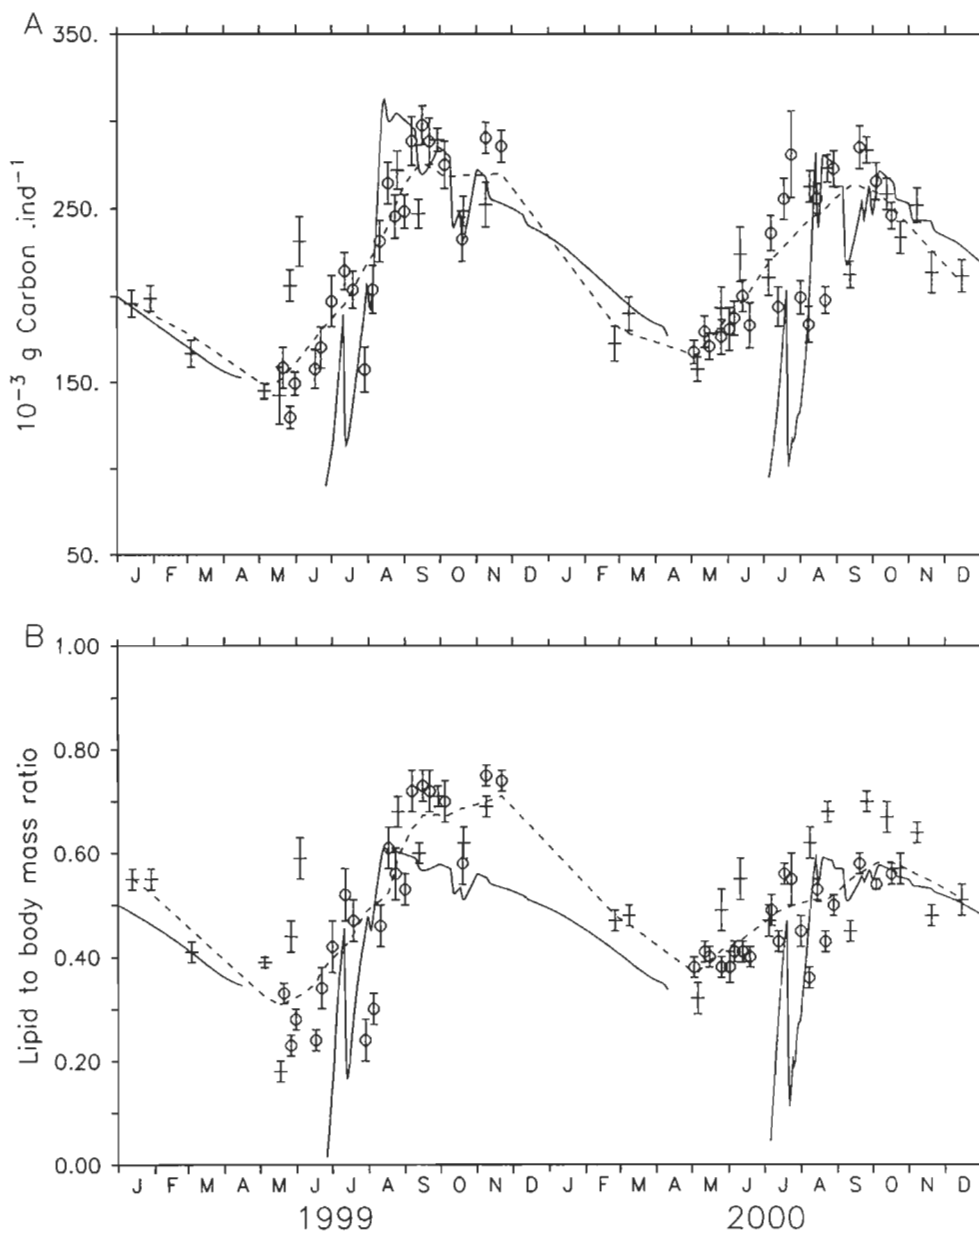 A
350.
250.
150.
50.
10⁻³ g Carbon .ind⁻¹
J F M A M J J A S O N D J F M A M J J A S O N D
B
1.00
0.80
0.60
0.40
0.20
0.00
Lipid to body mass ratio
J F M A M J J A S O N D J F M A M J J A S O N D
1999 2000